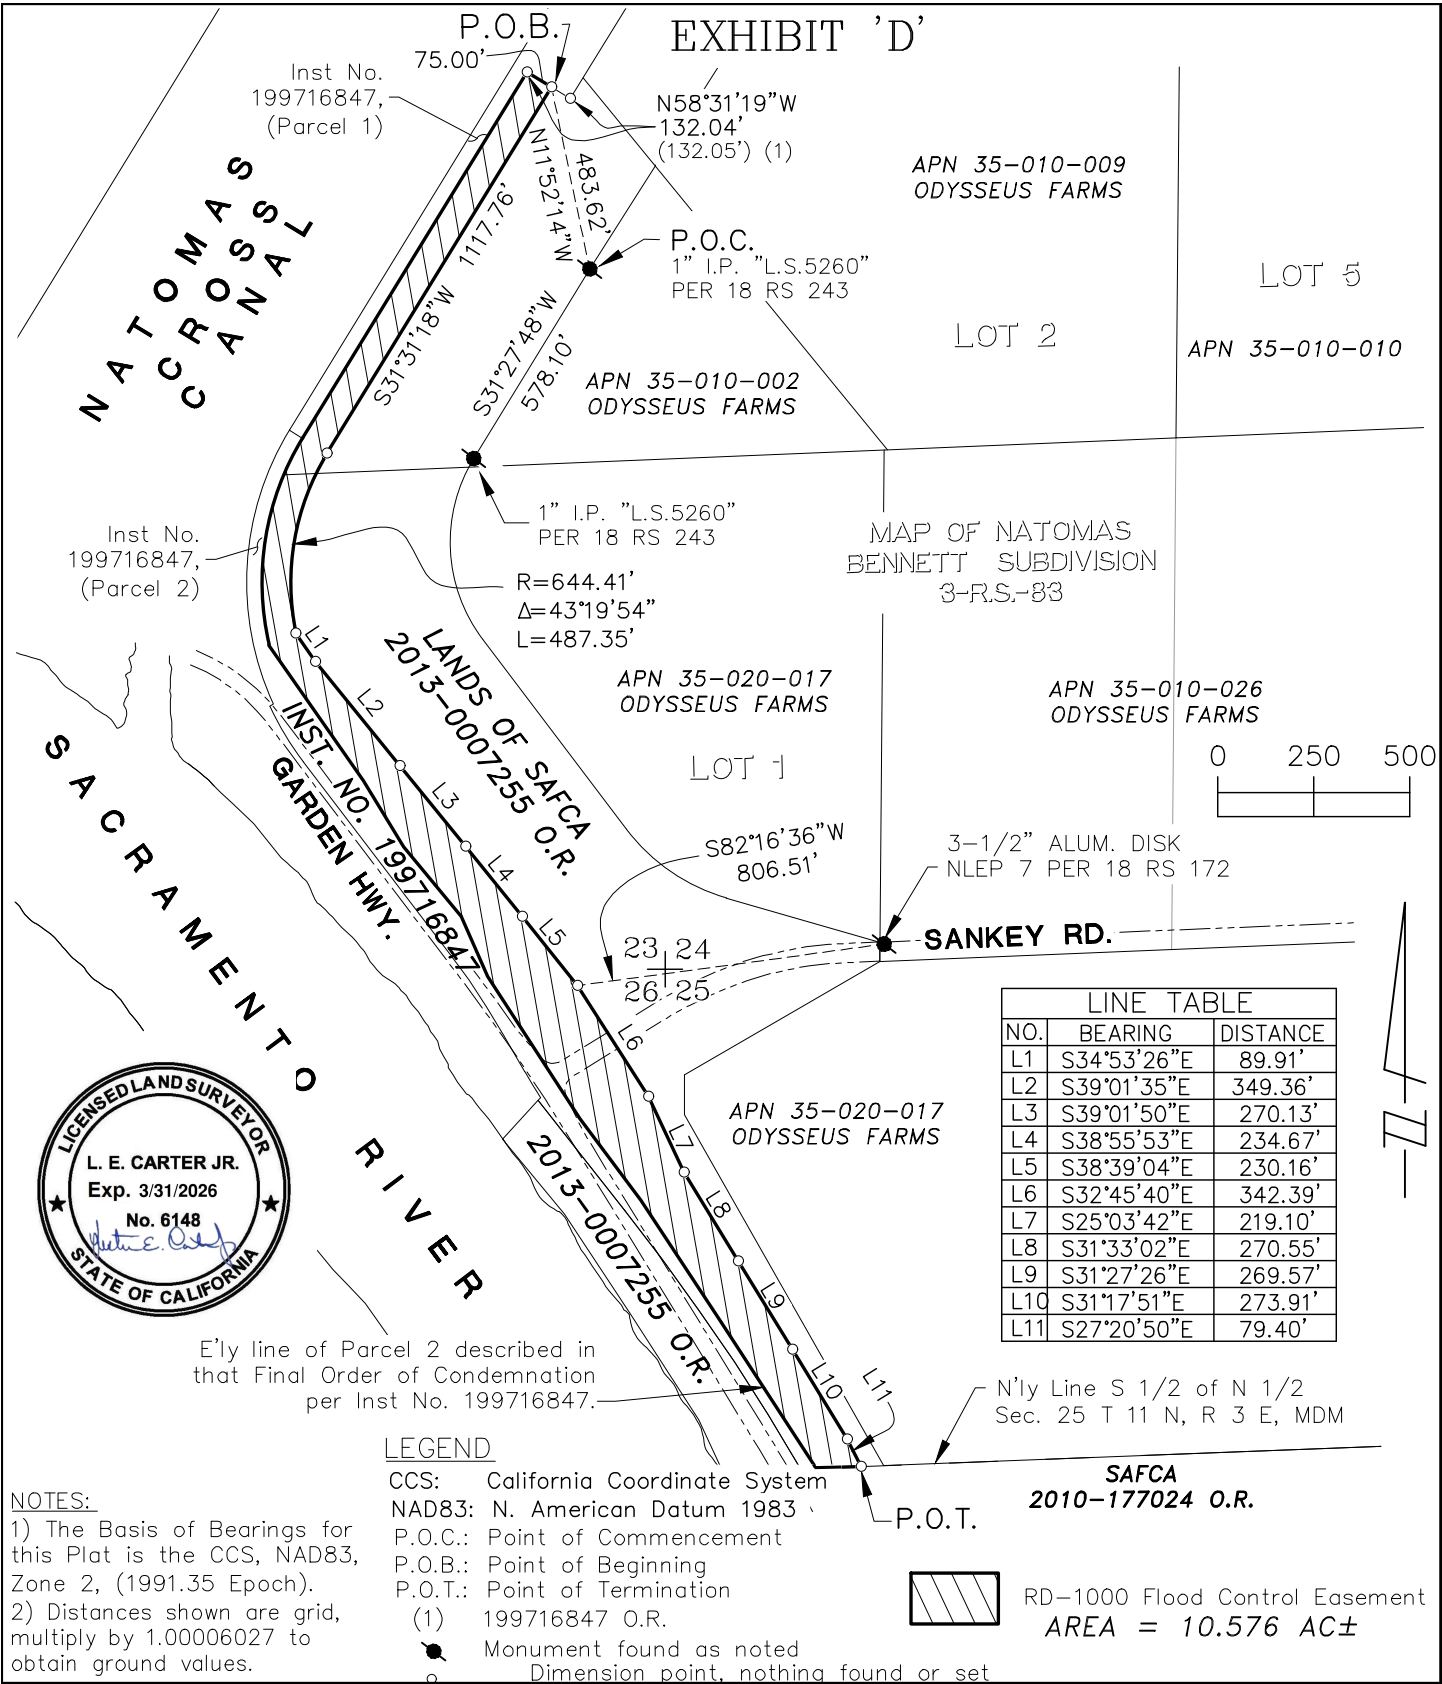 EXHIBIT 'D'
P.O.B.
75.00'
Inst No.
199716847,
(Parcel 1)
N58°31'19"W
132.04'
(132.05') (1)
N11°52'14"W
483.62'
1117.76'
S31°31'18"W
P.O.C.
1" I.P. "L.S.5260"
PER 18 RS 243
S31°27'48"W
578.10'
APN 35-010-009
ODYSSEUS FARMS
LOT 5
LOT 2
APN 35-010-010
APN 35-010-002
ODYSSEUS FARMS
NATOMAS
CROSS
CANAL
1" I.P. "L.S.5260"
PER 18 RS 243
Inst No.
199716847,
(Parcel 2)
R=644.41'
Δ=43°19'54"
L=487.35'
MAP OF NATOMAS
BENNETT SUBDIVISION
3-R.S.-83
LANDS OF SAFCA
2013-0007255 O.R.
APN 35-020-017
ODYSSEUS FARMS
APN 35-010-026
ODYSSEUS FARMS
LOT 1
0 250 500
L1
L2
L3
L4
L5
L6
L7
L8
L9
L10
L11
INST. NO. 199716847
GARDEN HWY.
SACRAMENTO RIVER
S82°16'36"W
806.51'
3-1/2" ALUM. DISK
NLEP 7 PER 18 RS 172
SANKEY RD.
23 24
26 25
APN 35-020-017
ODYSSEUS FARMS
2013-0007255 O.R.
LINE TABLE
NO. BEARING DISTANCE
L1 S34°53'26"E 89.91'
L2 S39°01'35"E 349.36'
L3 S39°01'50"E 270.13'
L4 S38°55'53"E 234.67'
L5 S38°39'04"E 230.16'
L6 S32°45'40"E 342.39'
L7 S25°03'42"E 219.10'
L8 S31°33'02"E 270.55'
L9 S31°27'26"E 269.57'
L10 S31°17'51"E 273.91'
L11 S27°20'50"E 79.40'
Z
LICENSED LAND SURVEYOR
L. E. CARTER JR.
Exp. 3/31/2026
No. 6148
STATE OF CALIFORNIA
E'ly line of Parcel 2 described in
that Final Order of Condemnation
per Inst No. 199716847.
N'ly Line S 1/2 of N 1/2
Sec. 25 T 11 N, R 3 E, MDM
SAFCA
2010-177024 O.R.
P.O.T.
LEGEND
CCS: California Coordinate System
NAD83: N. American Datum 1983
P.O.C.: Point of Commencement
P.O.B.: Point of Beginning
P.O.T.: Point of Termination
(1) 199716847 O.R.
Monument found as noted
Dimension point, nothing found or set
NOTES:
1) The Basis of Bearings for
this Plat is the CCS, NAD83,
Zone 2, (1991.35 Epoch).
2) Distances shown are grid,
multiply by 1.00006027 to
obtain ground values.
RD-1000 Flood Control Easement
AREA = 10.576 AC±